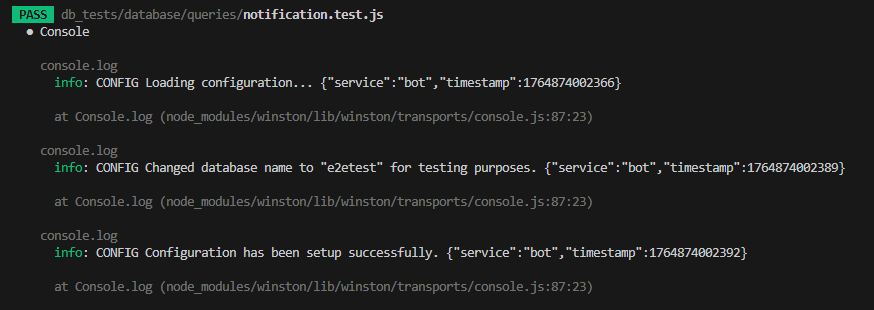 PASS db_tests/database/queries/notification.test.js
● Console
console.log
info: CONFIG Loading configuration... {"service":"bot","timestamp":1764874002366}
at Console.log (node_modules/winston/lib/winston/transports/console.js:87:23)
console.log
info: CONFIG Changed database name to "e2etest" for testing purposes. {"service":"bot","timestamp":1764874002389}
at Console.log (node_modules/winston/lib/winston/transports/console.js:87:23)
console.log
info: CONFIG Configuration has been setup successfully. {"service":"bot","timestamp":1764874002392}
at Console.log (node_modules/winston/lib/winston/transports/console.js:87:23)